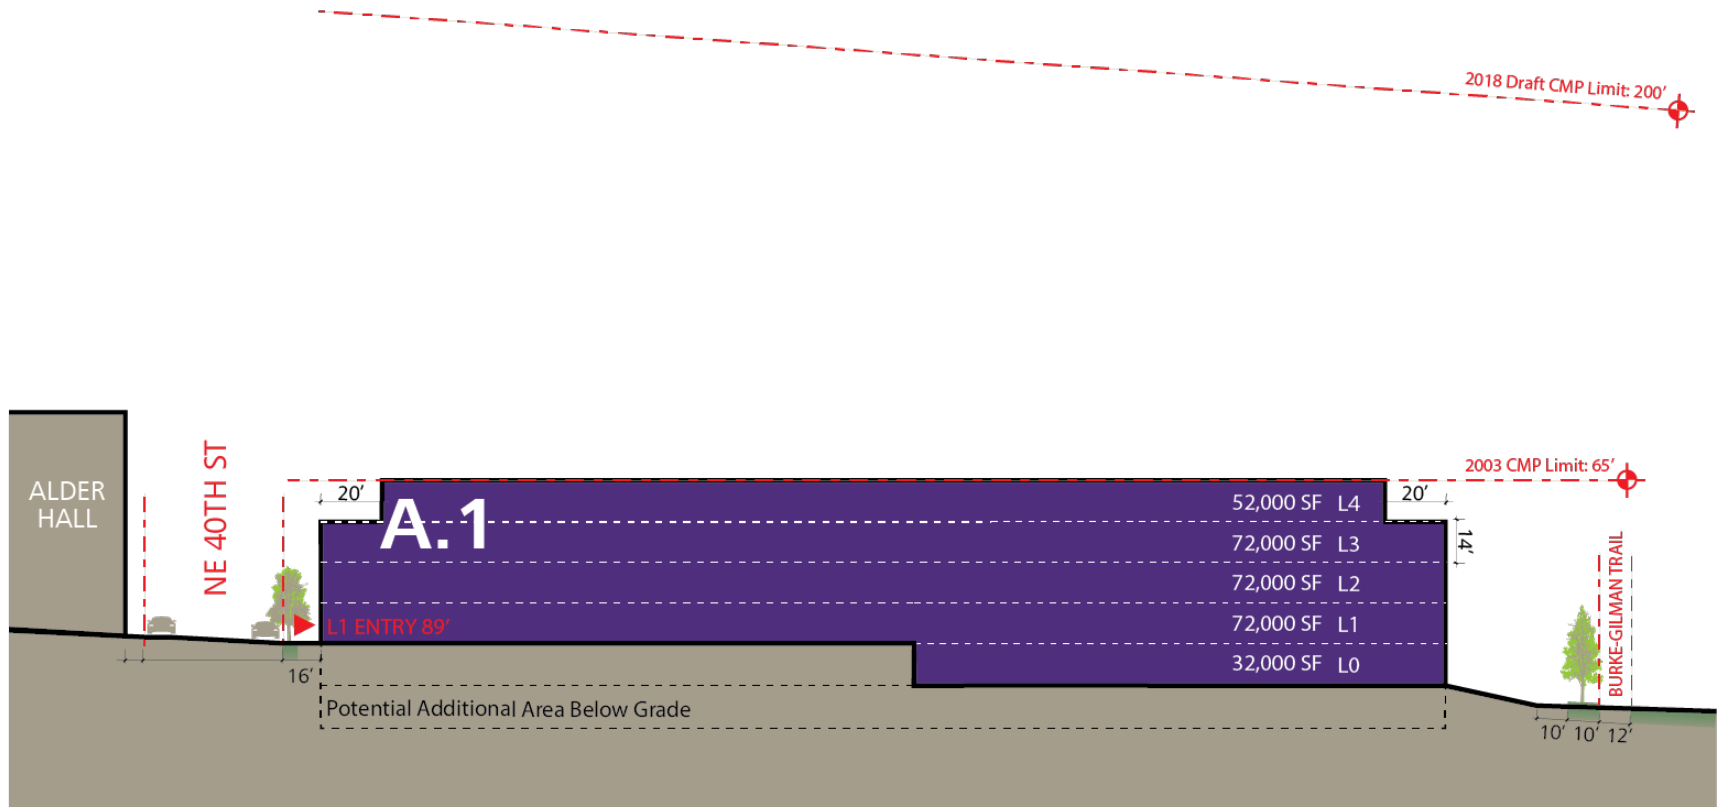 2018 Draft CMP Limit: 200'
2003 CMP Limit: 65'
ALDER
HALL
NE 40TH ST
20'
A.1
52,000 SF L4
20'
72,000 SF L3
14'
72,000 SF L2
L1 ENTRY 89'
72,000 SF L1
32,000 SF L0
BURKE-GILMAN TRAIL
16'
Potential Additional Area Below Grade
10' 10' 12'